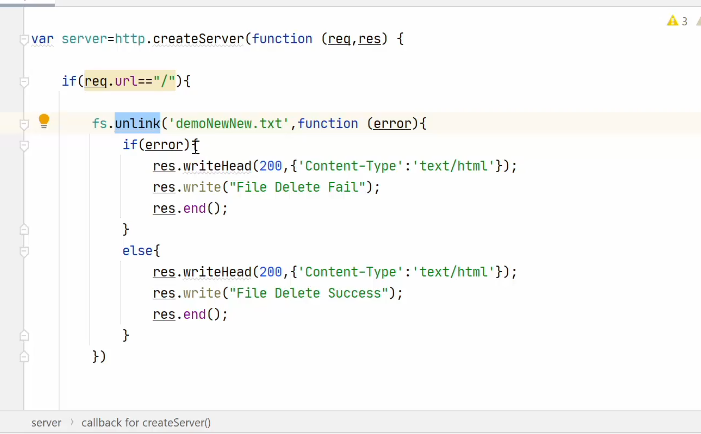 3
var server=http.createServer(function (req,res) {
if(req.url=="/"){
fs.unlink('demoNewNew.txt',function (error){
if(error){
res.writeHead(200,{'Content-Type':'text/html'});
res.write("File Delete Fail");
res.end();
}
else{
res.writeHead(200,{'Content-Type':'text/html'});
res.write("File Delete Success");
res.end();
}
})
server › callback for createServer()